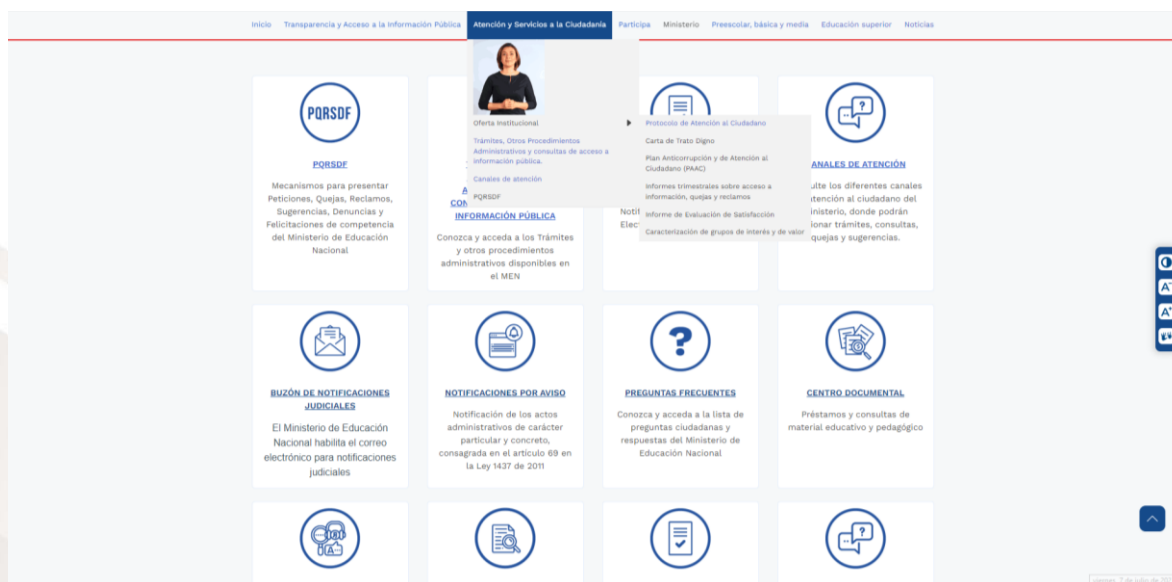 Inicio Transparencia y Acceso a la Información Pública Atención y Servicios a la Ciudadanía Participa Ministerio Preescolar, básica y media Educación superior Noticias
Oferta Institucional
Trámites, Otros Procedimientos
Administrativos y consultas de acceso a
información pública.
Canales de atención
PQRSDF
Protocolo de Atención al Ciudadano
Carta de Trato Digno
Plan Anticorrupción y de Atención al
Ciudadano (PAAC)
Informes trimestrales sobre acceso a
información, quejas y reclamos
Informe de Evaluación de Satisfacción
Caracterización de grupos de interés y de valor
PQRSDF
PQRSDF
Mecanismos para presentar
Peticiones, Quejas, Reclamos,
Sugerencias, Denuncias y
Felicitaciones de competencia
del Ministerio de Educación
Nacional
A
CON
INFORMACIÓN PÚBLICA
Conozca y acceda a los Trámites
y otros procedimientos
administrativos disponibles en
el MEN
Notif
Elec
ANALES DE ATENCIÓN
ulte los diferentes canales
atención al ciudadano del
inisterio, donde podrán
ionar trámites, consultas,
quejas y sugerencias.
BUZÓN DE NOTIFICACIONES
JUDICIALES
El Ministerio de Educación
Nacional habilita el correo
electrónico para notificaciones
judiciales
NOTIFICACIONES POR AVISO
Notificación de los actos
administrativos de carácter
particular y concreto,
consagrada en el artículo 69 en
la Ley 1437 de 2011
PREGUNTAS FRECUENTES
Conozca y acceda a la lista de
preguntas ciudadanas y
respuestas del Ministerio de
Educación Nacional
CENTRO DOCUMENTAL
Préstamos y consultas de
material educativo y pedagógico
A-
A+
viernes, 7 de julio de